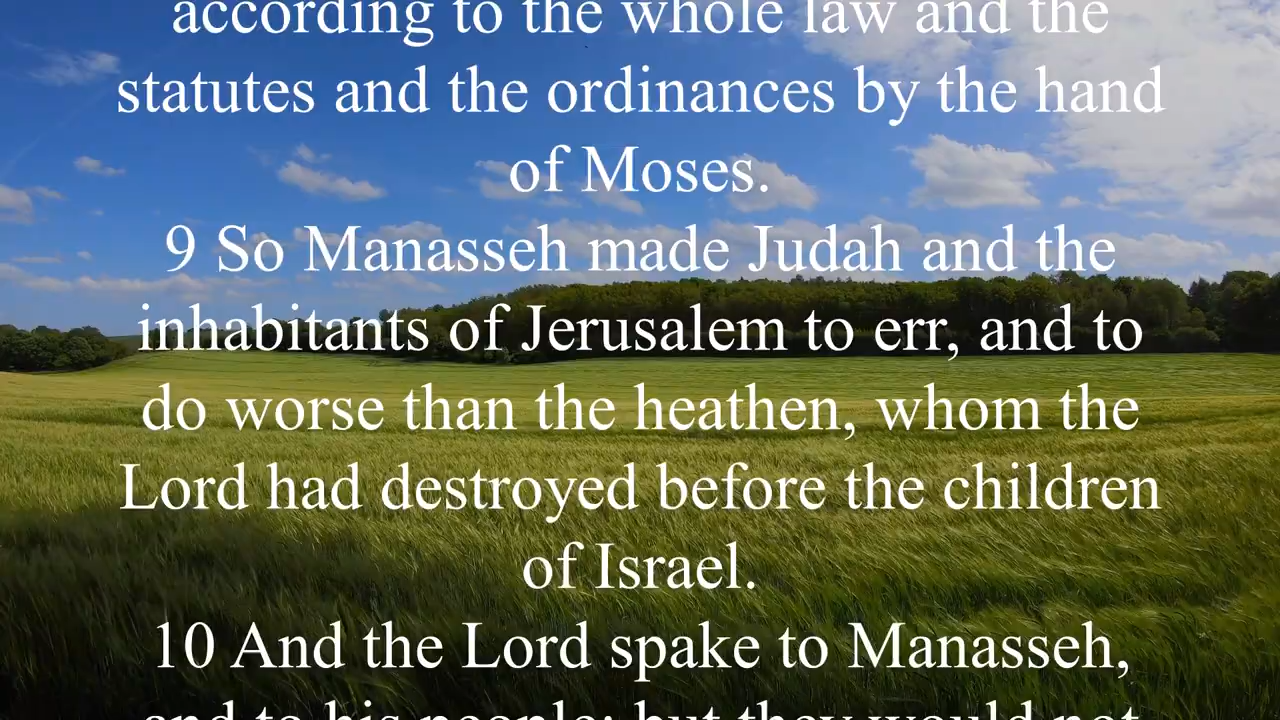 according to the whole law and the
statutes and the ordinances by the hand
of Moses.
9 So Manasseh made Judah and the
inhabitants of Jerusalem to err, and to
do worse than the heathen, whom the
Lord had destroyed before the children
of Israel.
10 And the Lord spake to Manasseh,
and to his people: but they would not